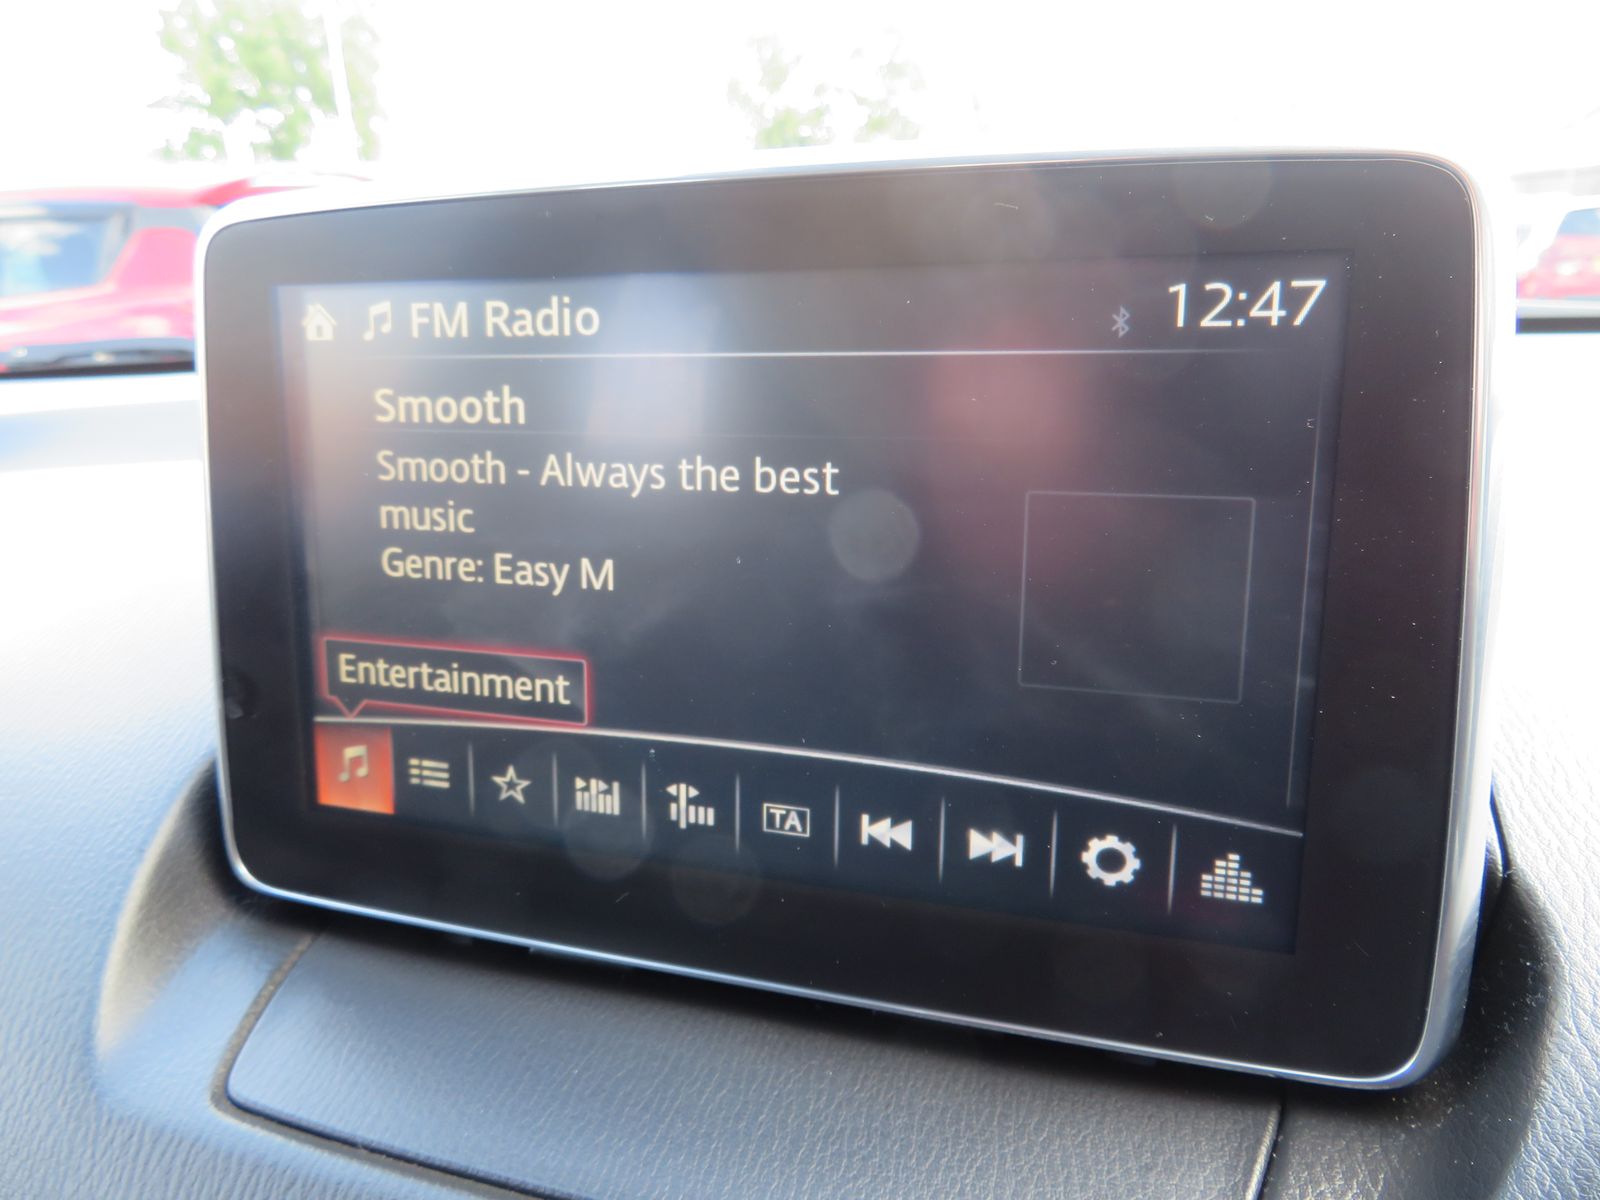 FM Radio
12:47
Smooth
Smooth - Always the best
music
Genre: Easy M
Entertainment
TA